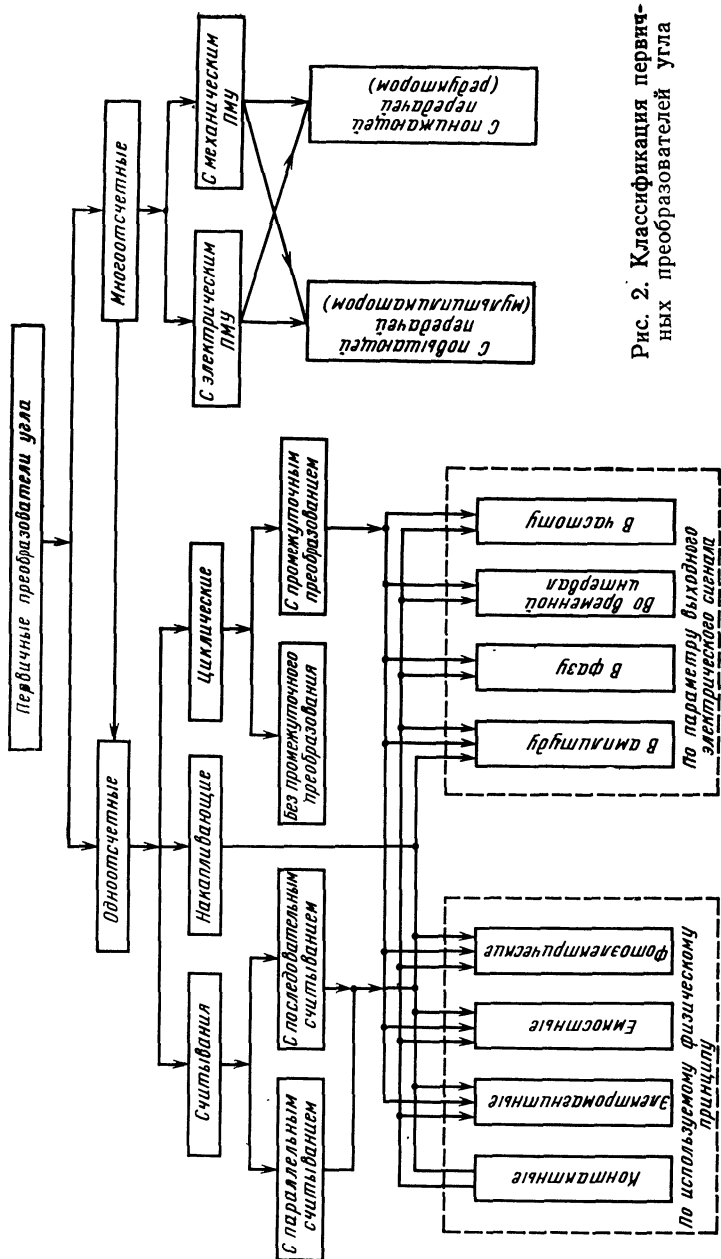 Первичные преобразователи угла
Одноотсчетные
Многоотсчетные
Считывания
Накапливающие
Циклические
С электрическим
ПМУ
С механическим
ПМУ
С параллельным
считыванием
С последовательным
считыванием
Без промежуточного
преобразования
С промежуточным
преобразованием
С повышающей
передачей
(мультипликатором)
С понижающей
передачей
(редуктором)
Контактные
Электромагнитные
Емкостные
Фотоэлектрические
По используемому физическому
принципу
В амплитуду
В фазу
Во временной
интервал
В частоту
По параметру выходного
электрического сигнала
Рис. 2. Классификация первич-
ных преобразователей угла